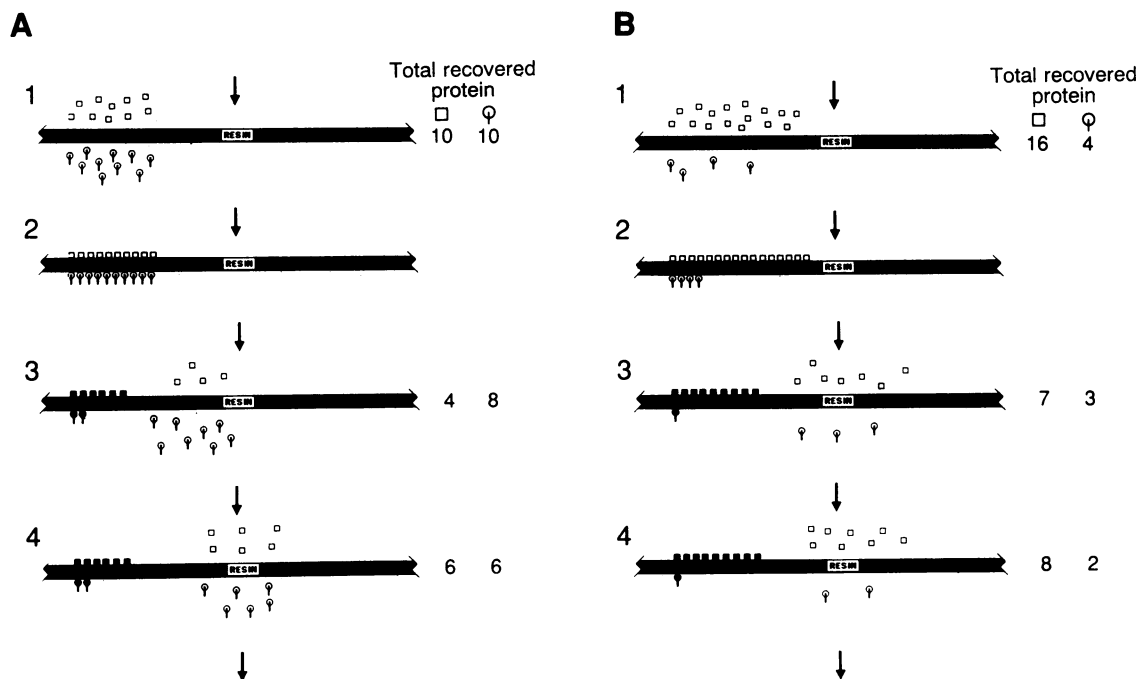 A
Total recovered
protein
1
10 10
RESIN
2
RESIN
3
RESIN
4 8
4
RESIN
6 6
B
Total recovered
protein
1
16 4
RESIN
2
RESIN
3
RESIN
7 3
4
RESIN
8 2